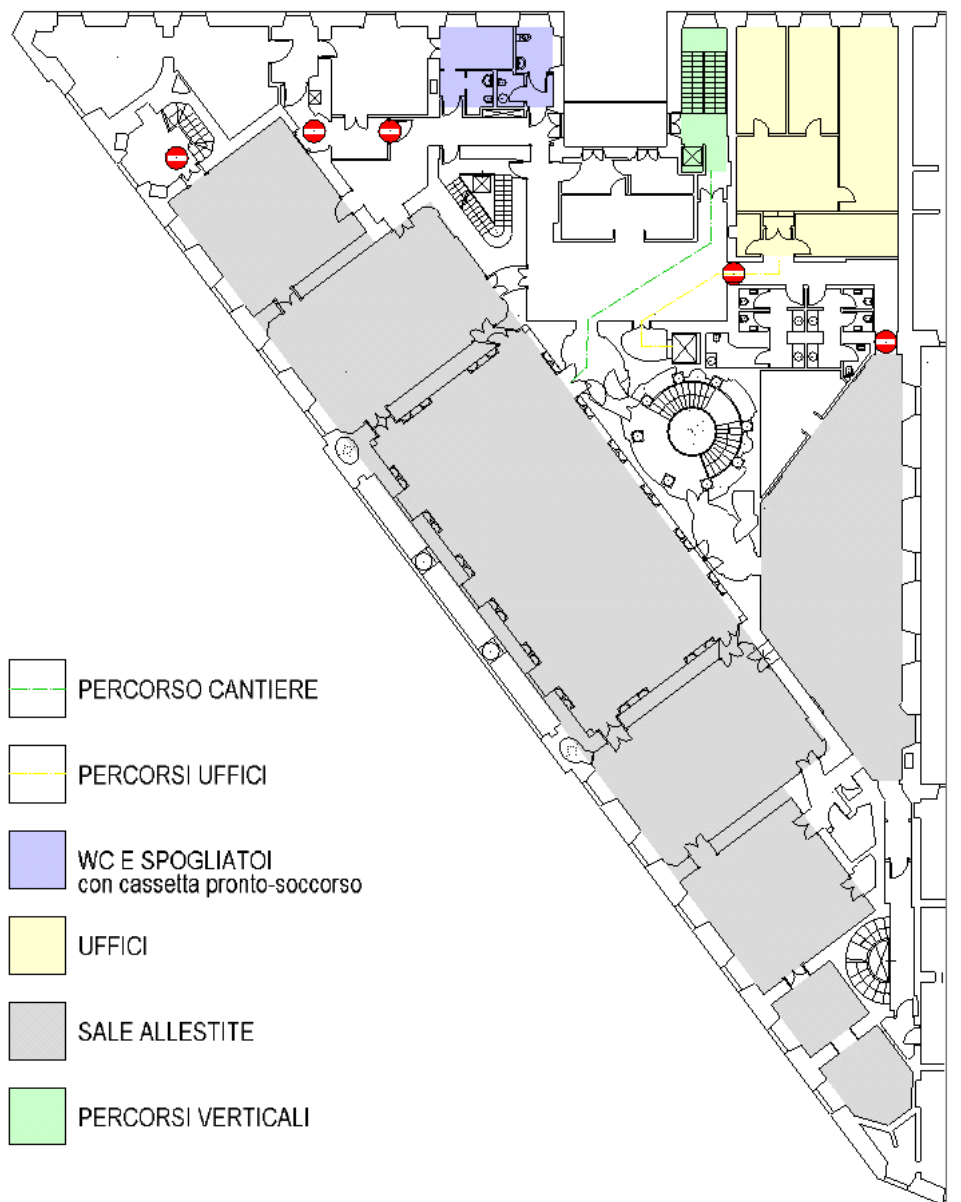 PERCORSO CANTIERE
PERCORSI UFFICI
WC E SPOGLIATOI
con cassetta pronto-soccorso
UFFICI
SALE ALLESTITE
PERCORSI VERTICALI